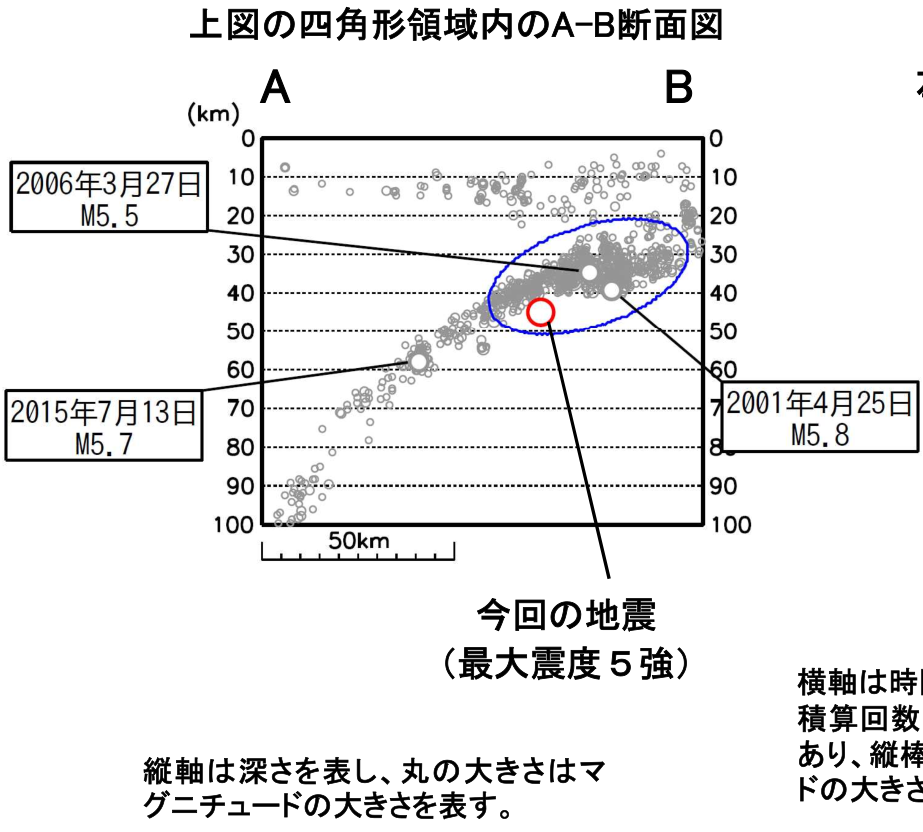 上図の四角形領域内のA-B断面図
A
B
(km)
0
10
20
30
40
50
60
70
80
90
100
0
10
20
30
40
50
60
7
8
90
100
2006年3月27日
M5.5
2015年7月13日
M5.7
2001年4月25日
M5.8
50km
今回の地震
（最大震度５強）
縦軸は深さを表し、丸の大きさはマ
グニチュードの大きさを表す。
横軸は時
積算回数
あり、縦棒
ドの大きさ